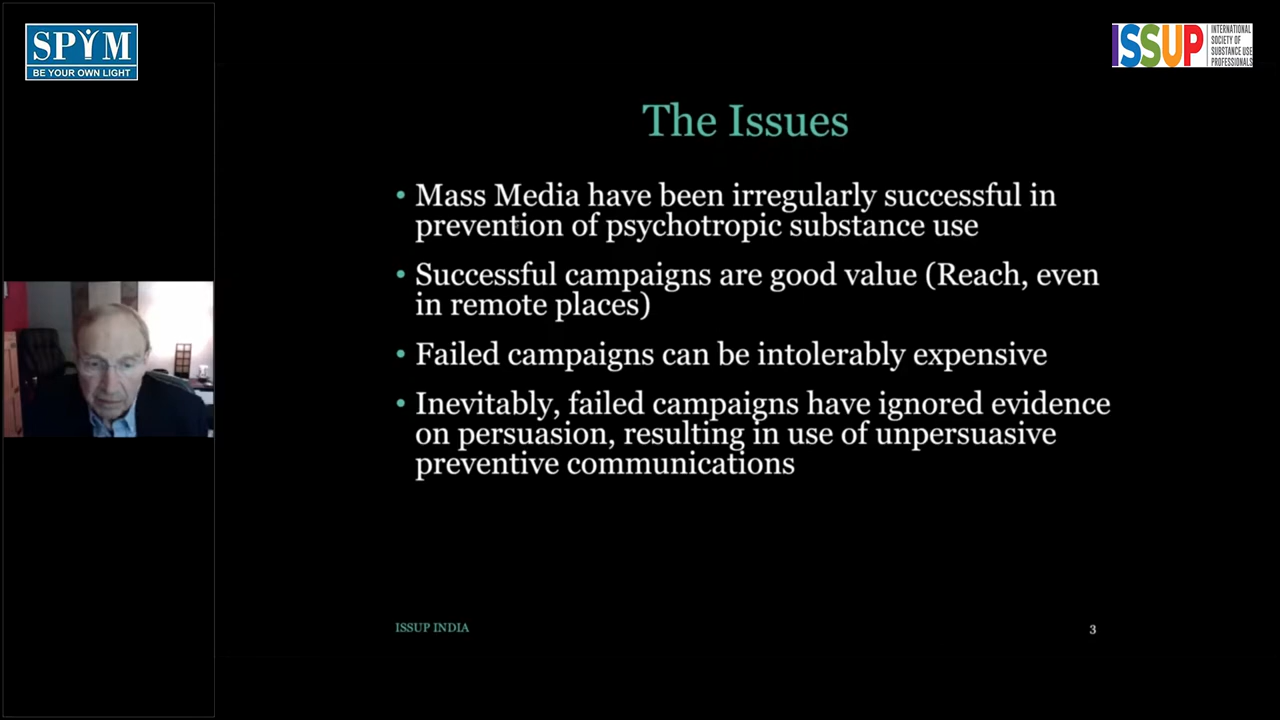 SPYM
BE YOUR OWN LIGHT
ISSUP
INTERNATIONAL
SOCIETY OF
SUBSTANCE USE
PROFESSIONALS
The Issues
• Mass Media have been irregularly successful in
prevention of psychotropic substance use
• Successful campaigns are good value (Reach, even
in remote places)
• Failed campaigns can be intolerably expensive
• Inevitably, failed campaigns have ignored evidence
on persuasion, resulting in use of unpersuasive
preventive communications
ISSUP INDIA
3